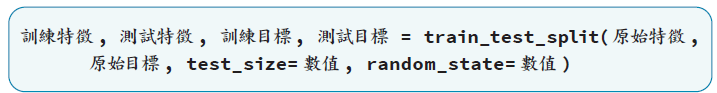 訓練特徵, 測試特徵, 訓練目標, 測試目標 = train_test_split(原始特徵,
原始目標, test_size=數值, random_state=數值)